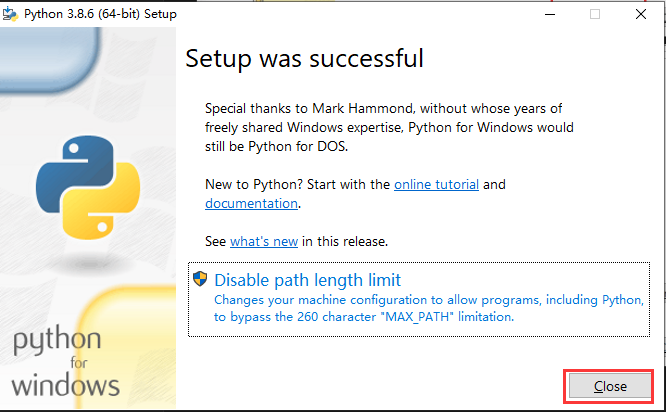 Python 3.8.6 (64-bit) Setup
Setup was successful
Special thanks to Mark Hammond, without whose years of
freely shared Windows expertise, Python for Windows would
still be Python for DOS.
New to Python? Start with the online tutorial and
documentation.
See what's new in this release.
Disable path length limit
Changes your machine configuration to allow programs, including Python,
to bypass the 260 character "MAX_PATH" limitation.
python
for
windows
Close